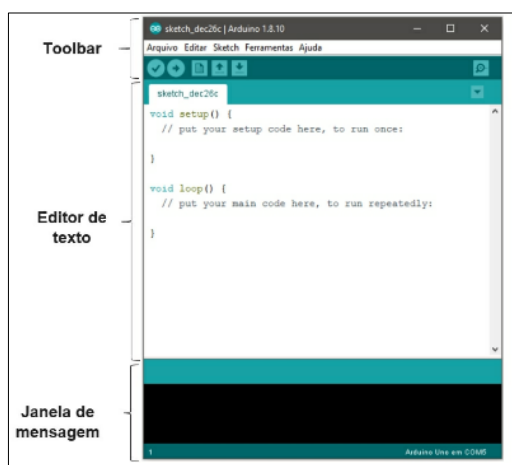 Toolbar
sketch_dec26c | Arduino 1.8.10
Arquivo Editar Sketch Ferramentas Ajuda
sketch_dec26c
void setup() {
// put your setup code here, to run once:
}
void loop() {
// put your main code here, to run repeatedly:
}
Editor de
texto
Janela de
mensagem
1
Arduino Uno em COM5